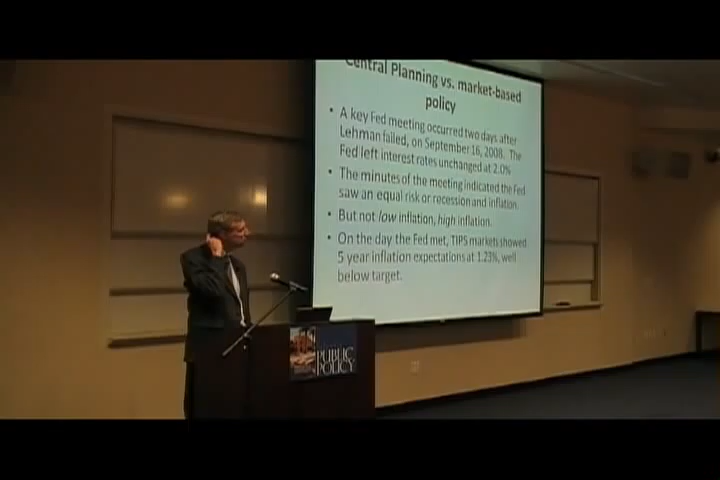 Central Planning vs. market-based
policy
• A key Fed meeting occurred two days after
Lehman failed, on September 16, 2008. The
Fed left interest rates unchanged at 2.0%
• The minutes of the meeting indicated the Fed
saw an equal risk or recession and inflation.
• But not low inflation, high inflation.
• On the day the Fed met, TIPS markets showed
5 year inflation expectations at 1.23%, well
below target.
PUBLIC
POLICY